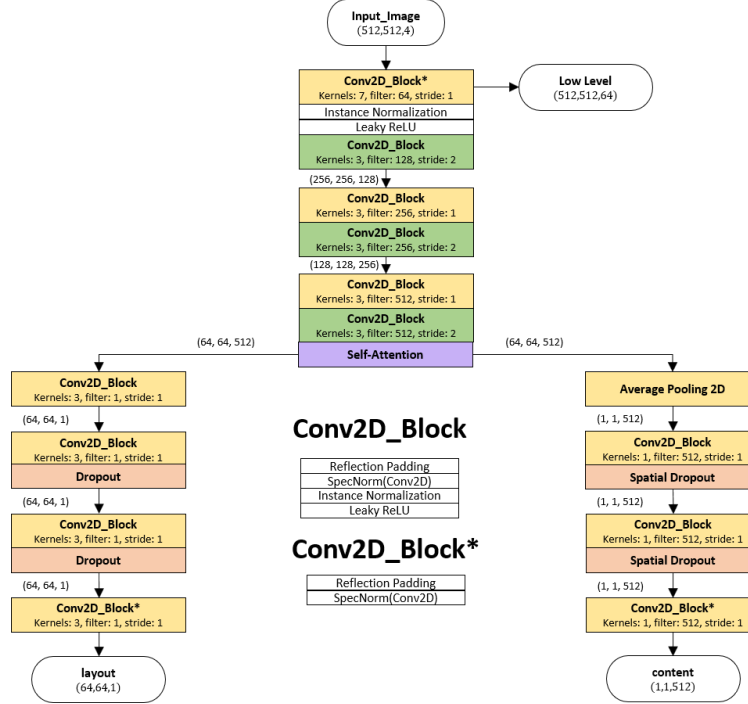 Input_Image
(512,512,4)
Conv2D_Block*
Kernels: 7, filter: 64, stride: 1
Instance Normalization
Leaky ReLU
Conv2D_Block
Kernels: 3, filter: 128, stride: 2
Low Level
(512,512,64)
(256, 256, 128)
Conv2D_Block
Kernels: 3, filter: 256, stride: 1
Conv2D_Block
Kernels: 3, filter: 256, stride: 2
(128, 128, 256)
Conv2D_Block
Kernels: 3, filter: 512, stride: 1
Conv2D_Block
Kernels: 3, filter: 512, stride: 2
Self-Attention
(64, 64, 512)
Conv2D_Block
Kernels: 3, filter: 1, stride: 1
(64, 64, 1)
Conv2D_Block
Kernels: 3, filter: 1, stride: 1
Dropout
(64, 64, 1)
Conv2D_Block
Kernels: 3, filter: 1, stride: 1
Dropout
(64, 64, 1)
Conv2D_Block*
Kernels: 3, filter: 1, stride: 1
layout
(64,64,1)
Conv2D_Block
Reflection Padding
SpecNorm(Conv2D)
Instance Normalization
Leaky ReLU
Conv2D_Block*
Reflection Padding
SpecNorm(Conv2D)
(64, 64, 512)
Average Pooling 2D
(1, 1, 512)
Conv2D_Block
Kernels: 1, filter: 512, stride: 1
Spatial Dropout
(1, 1, 512)
Conv2D_Block
Kernels: 1, filter: 512, stride: 1
Spatial Dropout
(1, 1, 512)
Conv2D_Block*
Kernels: 1, filter: 512, stride: 1
content
(1,1,512)